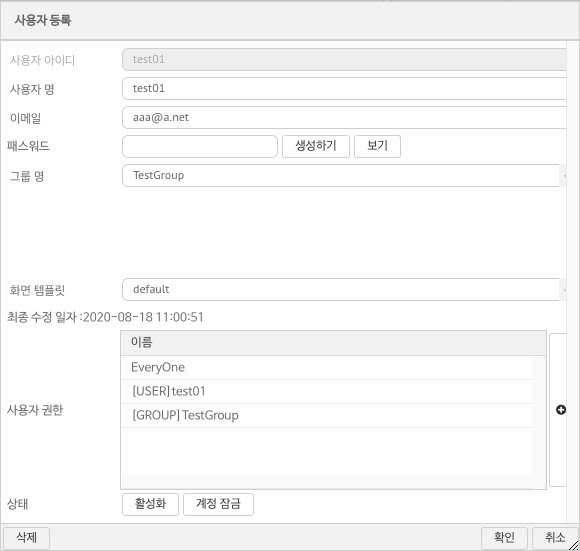 사용자 등록
사용자 아이디 test01
사용자 명 test01
이메일 aaa@a.net
패스워드 생성하기 보기
그룹 명 TestGroup
화면 템플릿 default
최종 수정 일자 :2020-08-18 11:00:51
이름
EveryOne
[USER] test01
사용자 권한 [GROUP] TestGroup
상태 활성화 계정 잠금
삭제 확인 취소